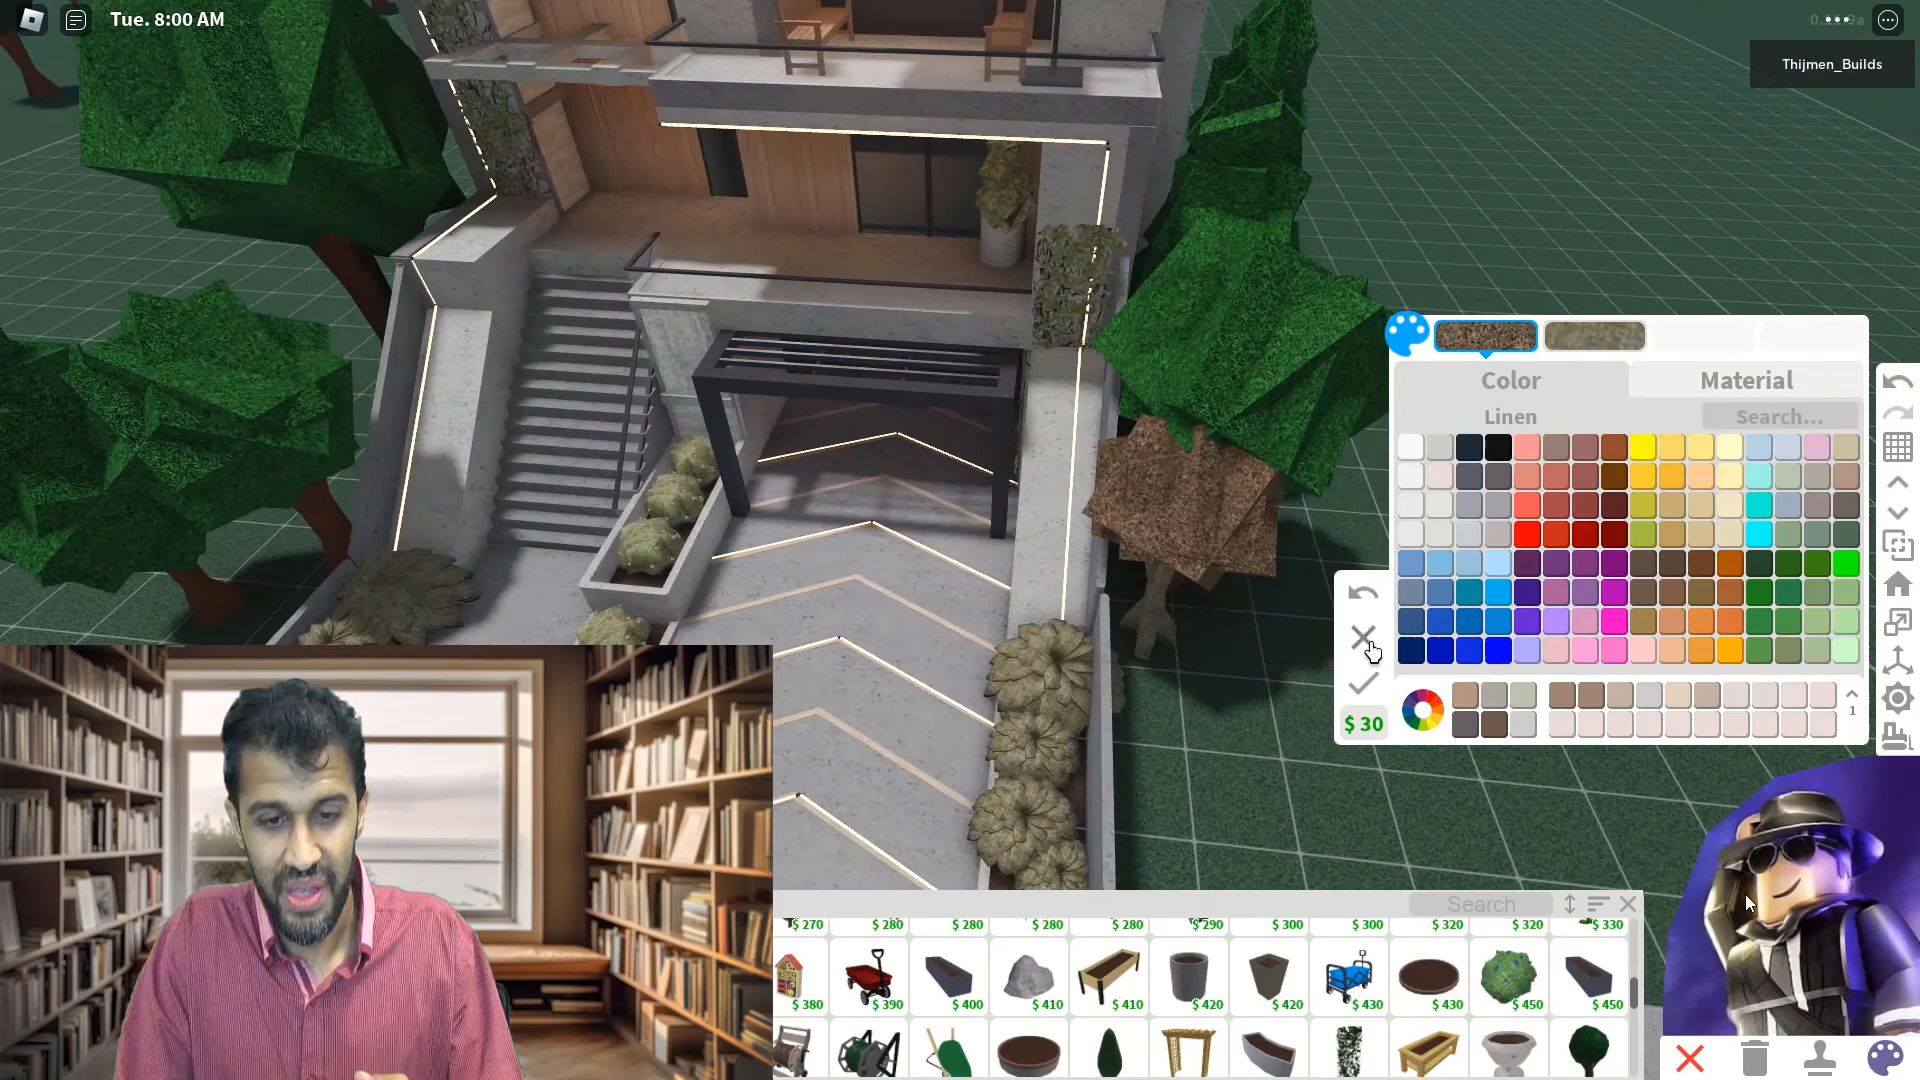 Tue. 8:00 AM
Thijmen_Builds
Color
Material
Linen
Search...
$ 30
1
Search
$ 270 $ 280 $ 280 $ 280 $ 280 $ 290 $ 300 $ 300 $ 320 $ 320 $ 330
$ 380 $ 390 $ 400 $ 410 $ 410 $ 420 $ 420 $ 430 $ 430 $ 450 $ 450